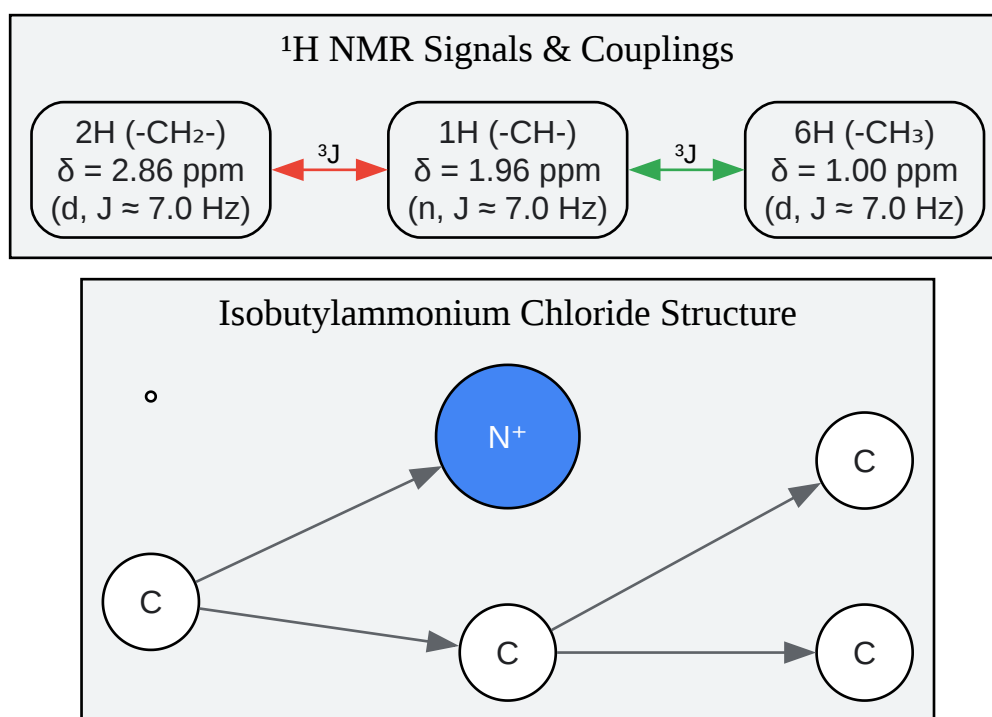 ¹H NMR Signals & Couplings
2H (-CH₂-)
δ = 2.86 ppm
(d, J ≈ 7.0 Hz)
³J
1H (-CH-)
δ = 1.96 ppm
(n, J ≈ 7.0 Hz)
³J
6H (-CH₃)
δ = 1.00 ppm
(d, J ≈ 7.0 Hz)
Isobutylammonium Chloride Structure
N⁺
C
C
C
C